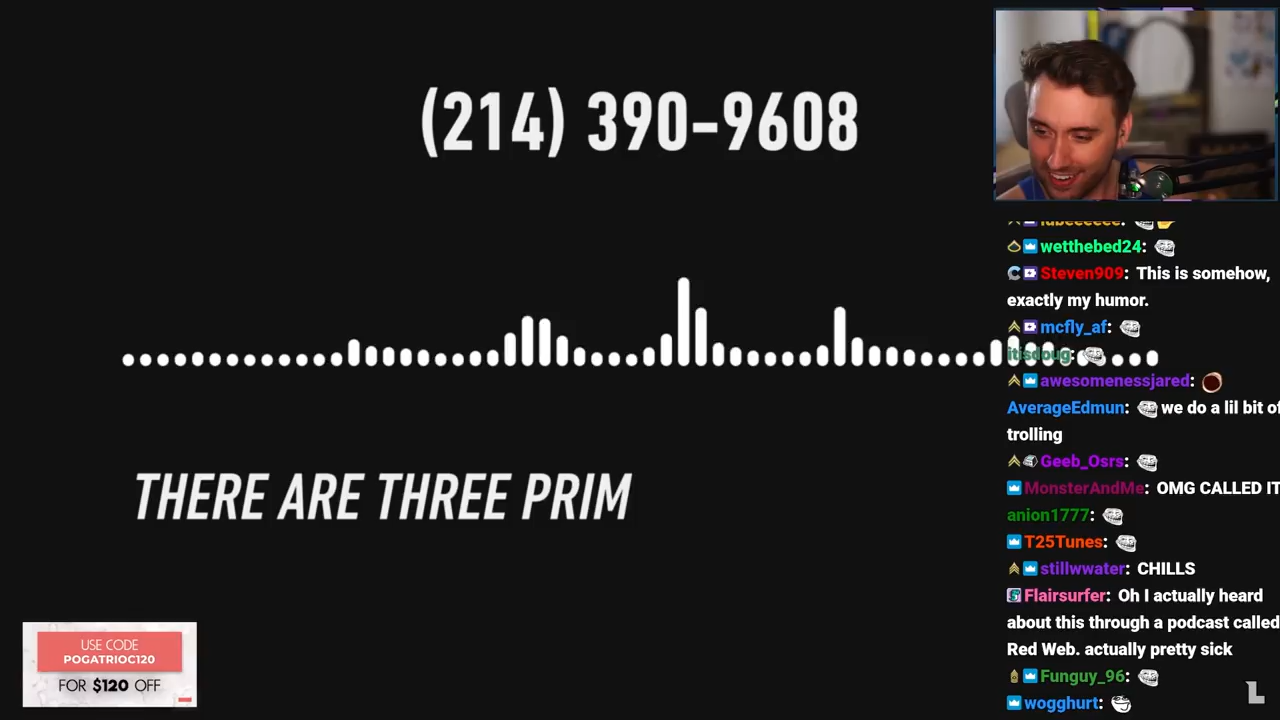 (214) 390-9608
THERE ARE THREE PRIM
USE CODE
POGATRIOC120
FOR $120 OFF
wetthebed24:
Steven909: This is somehow,
exactly my humor.
mcfly_af:
itisdoug:
awesomenessjared:
AverageEdmun: we do a lil bit of
trolling
Geeb_Osrs:
MonsterAndMe: OMG CALLED IT
anion1777:
T25Tunes:
stillwwater: CHILLS
Flairsurfer: Oh I actually heard
about this through a podcast called
Red Web. actually pretty sick
Funguy_96:
wogghurt:
L